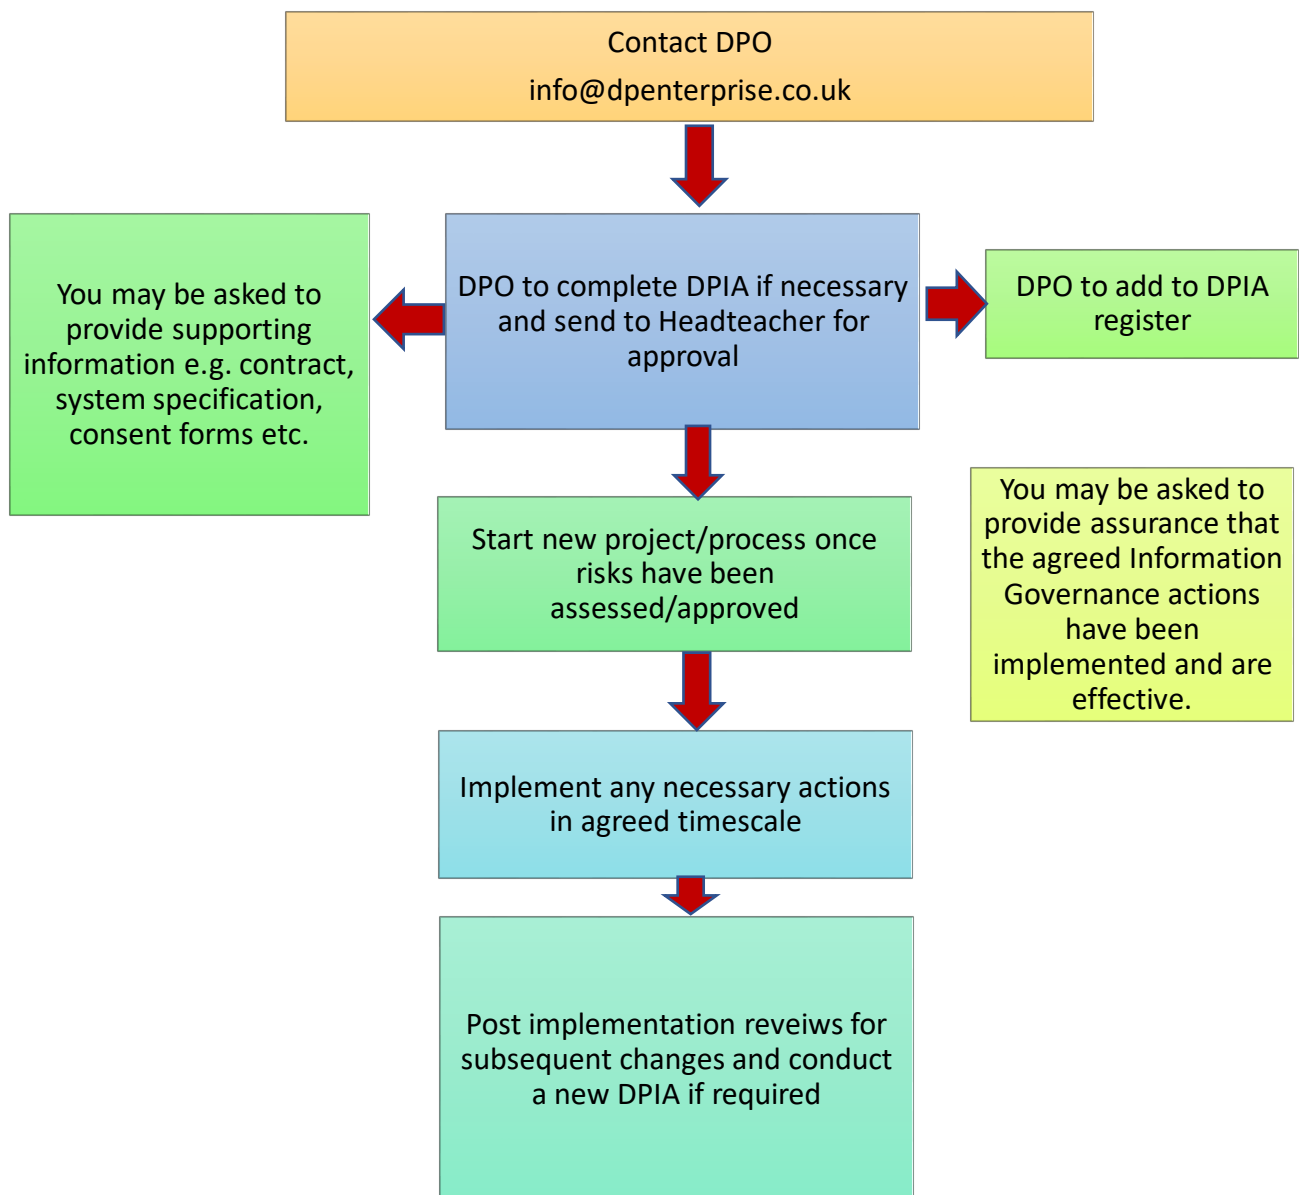 Contact DPO
info@dpenterprise.co.uk
You may be asked to
provide supporting
information e.g. contract,
system specification,
consent forms etc.
DPO to complete DPIA if necessary
and send to Headteacher for
approval
DPO to add to DPIA
register
Start new project/process once
risks have been
assessed/approved
You may be asked to
provide assurance that
the agreed Information
Governance actions
have been
implemented and are
effective.
Implement any necessary actions
in agreed timescale
Post implementation reveiws for
subsequent changes and conduct
a new DPIA if required